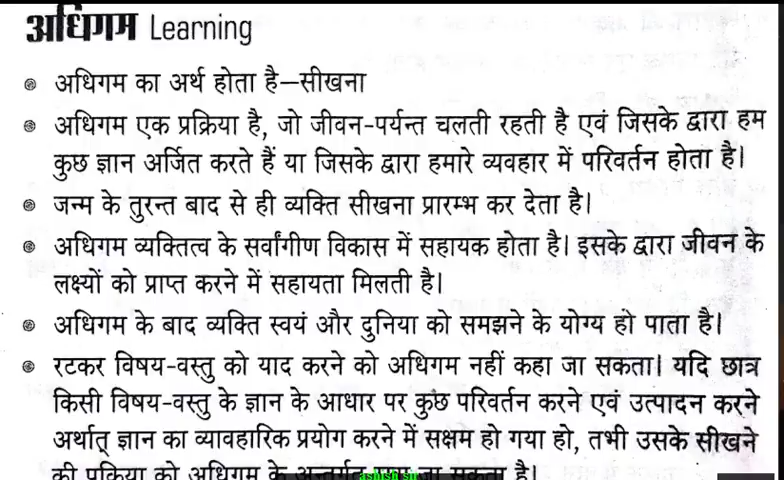 अधिगम Learning
अधिगम का अर्थ होता है—सीखना
अधिगम एक प्रक्रिया है, जो जीवन-पर्यन्त चलती रहती है एवं जिसके द्वारा हम
कुछ ज्ञान अर्जित करते हैं या जिसके द्वारा हमारे व्यवहार में परिवर्तन होता है।
जन्म के तुरन्त बाद से ही व्यक्ति सीखना प्रारम्भ कर देता है।
अधिगम व्यक्तित्व के सर्वांगीण विकास में सहायक होता है। इसके द्वारा जीवन के
लक्ष्यों को प्राप्त करने में सहायता मिलती है।
अधिगम के बाद व्यक्ति स्वयं और दुनिया को समझने के योग्य हो पाता है।
रटकर विषय-वस्तु को याद करने को अधिगम नहीं कहा जा सकता। यदि छात्र
किसी विषय-वस्तु के ज्ञान के आधार पर कुछ परिवर्तन करने एवं उत्पादन करने
अर्थात् ज्ञान का व्यावहारिक प्रयोग करने में सक्षम हो गया हो, तभी उसके सीखने
की प्रक्रिया को अधिगम के अन्तर्गत जा सकता है।